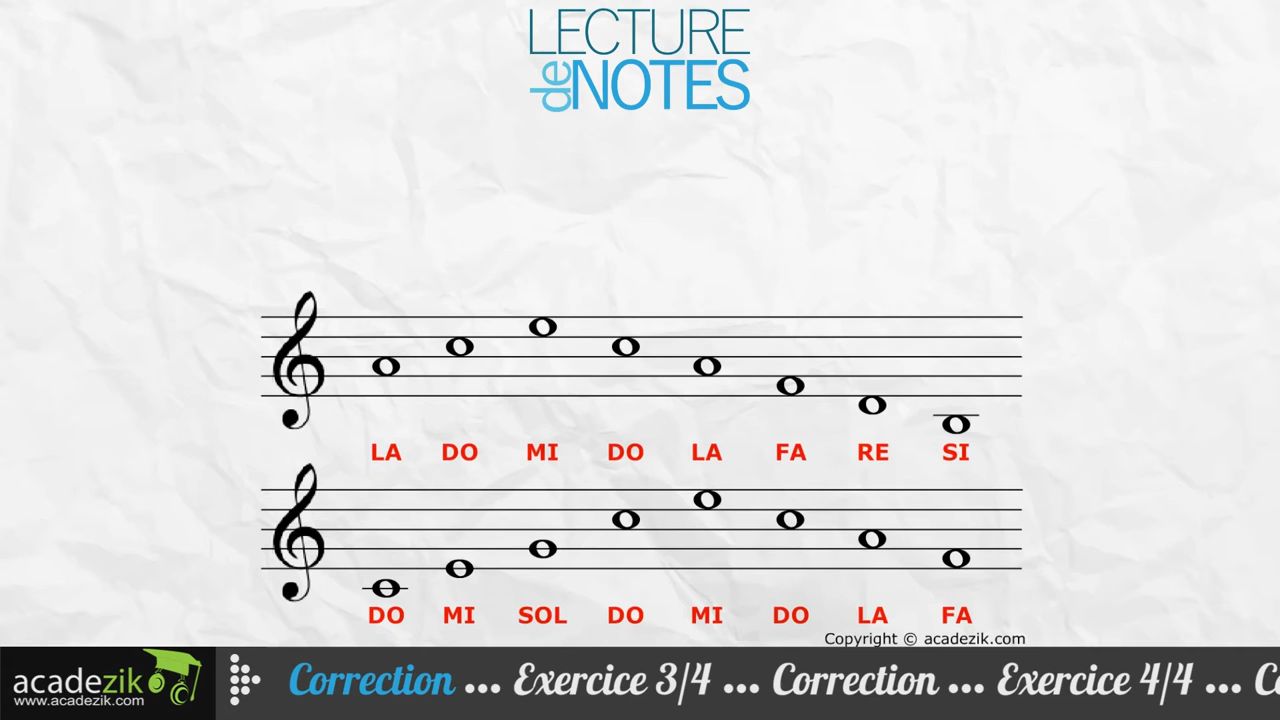 LECTURE
de NOTES
LA DO MI DO LA FA RE SI
DO MI SOL DO MI DO LA FA
Copyright © acadezik.com
acadezik
www.acadezik.com
Correction ... Exercice 3/4 ... Correction ... Exercice 4/4 ... Co